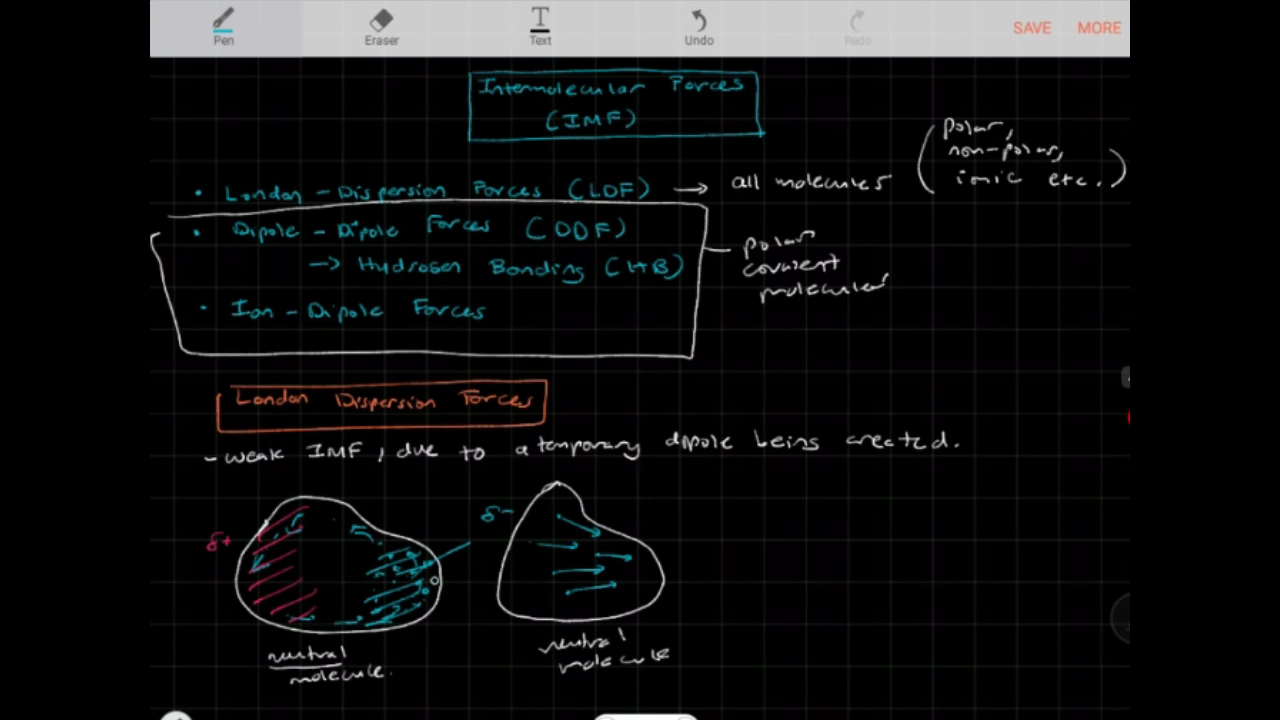 Pen
Eraser
Text
Undo
Redo
SAVE
MORE
Intermolecular Forces
(IMF)
• London - Dispersion Forces (LDF) → all molecules
(polar,
non-polar,
ionic etc.)
• Dipole - Dipole Forces (DDF)
→ Hydrogen Bonding (HB)
• Ion - Dipole Forces
polar
covalent
molecules
London Dispersion Forces
- weak IMF, due to a temporary dipole being created.
δ+
δ-
neutral
molecule.
neutral
molecule